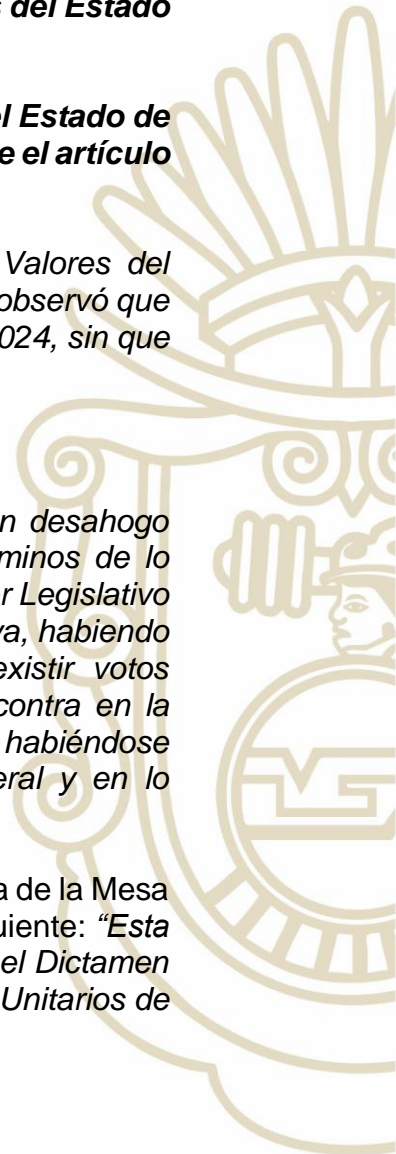 s del Estado
el Estado de
e el artículo
Valores del
observó que
024, sin que
n desahogo
minos de lo
r Legislativo
va, habiendo
existir votos
contra en la
habiéndose
eral y en lo
a de la Mesa
uiente: “Esta
el Dictamen
Unitarios de